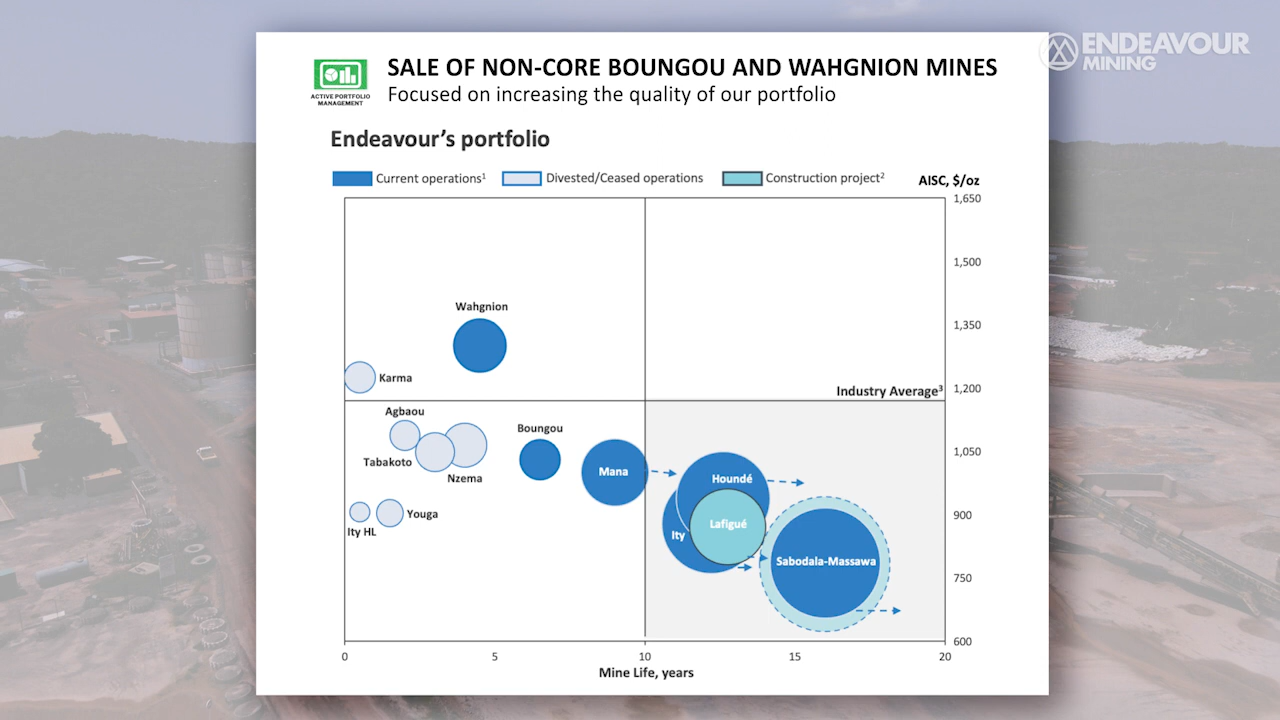 ENDEAVOUR
MINING
SALE OF NON-CORE BOUNGOU AND WAHGNION MINES
Focused on increasing the quality of our portfolio
ACTIVE PORTFOLIO
MANAGEMENT
Endeavour's portfolio
Current operations¹
Divested/Ceased operations
Construction project²
AISC, $/oz
1,650
1,500
1,350
1,200
1,050
900
750
600
Wahgnion
Karma
Industry Average³
Agbaou
Boungou
Tabakoto
Nzema
Mana
Houndé
Youga
Ity HL
Lafigué
Ity
Sabodala-Massawa
0
5
10
15
20
Mine Life, years